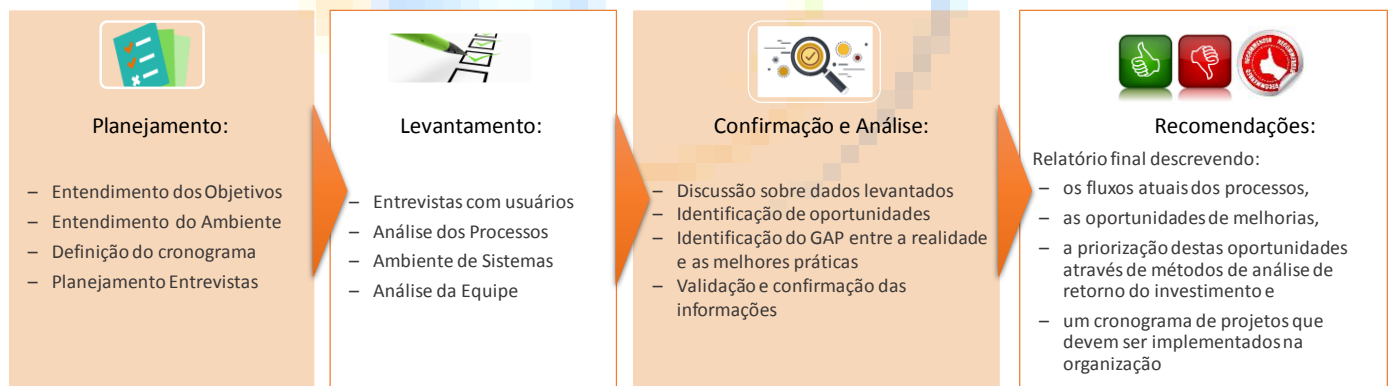 Planejamento:
– Entendimento dos Objetivos
– Entendimento do Ambiente
– Definição do cronograma
– Planejamento Entrevistas
Levantamento:
– Entrevistas com usuários
– Análise dos Processos
– Ambiente de Sistemas
– Análise da Equipe
Confirmação e Análise:
– Discussão sobre dados levantados
– Identificação de oportunidades
– Identificação do GAP entre a realidade
e as melhores práticas
– Validação e confirmação das
informações
Recomendações:
Relatório final descrevendo:
– os fluxos atuais dos processos,
– as oportunidades de melhorias,
– a priorização destas oportunidades
através de métodos de análise de
retorno do investimento e
– um cronograma de projetos que
devem ser implementados na
organização